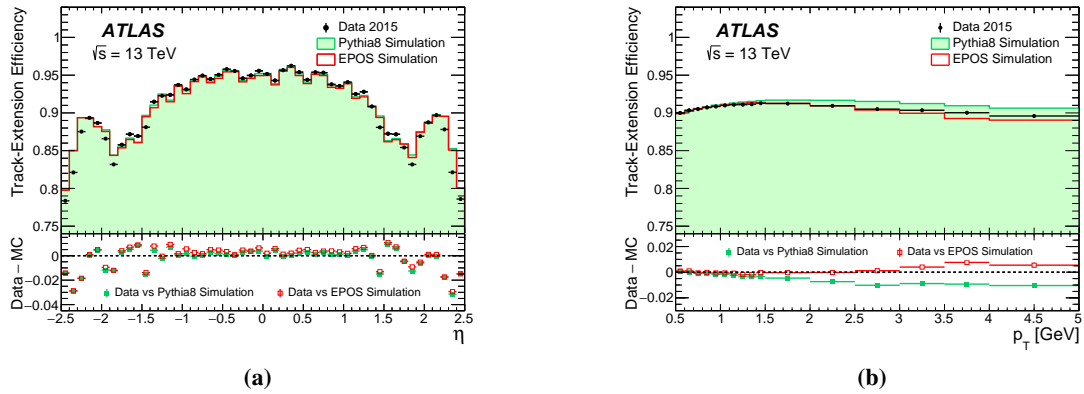 Track-Extension Efficiency
ATLAS
√s = 13 TeV
Data 2015
Pythia8 Simulation
EPOS Simulation
1.05
1
0.95
0.9
0.85
0.8
0.75
Data − MC
0
−0.02
−0.04
Data vs Pythia8 Simulation
Data vs EPOS Simulation
−2.5 −2 −1.5 −1 −0.5 0 0.5 1 1.5 2 2.5
η
(a)
Track-Extension Efficiency
ATLAS
√s = 13 TeV
Data 2015
Pythia8 Simulation
EPOS Simulation
1.05
1
0.95
0.9
0.85
0.8
0.75
Data − MC
0.02
0
−0.02
Data vs Pythia8 Simulation
Data vs EPOS Simulation
0.5 1 1.5 2 2.5 3 3.5 4 4.5 5
p_T [GeV]
(b)